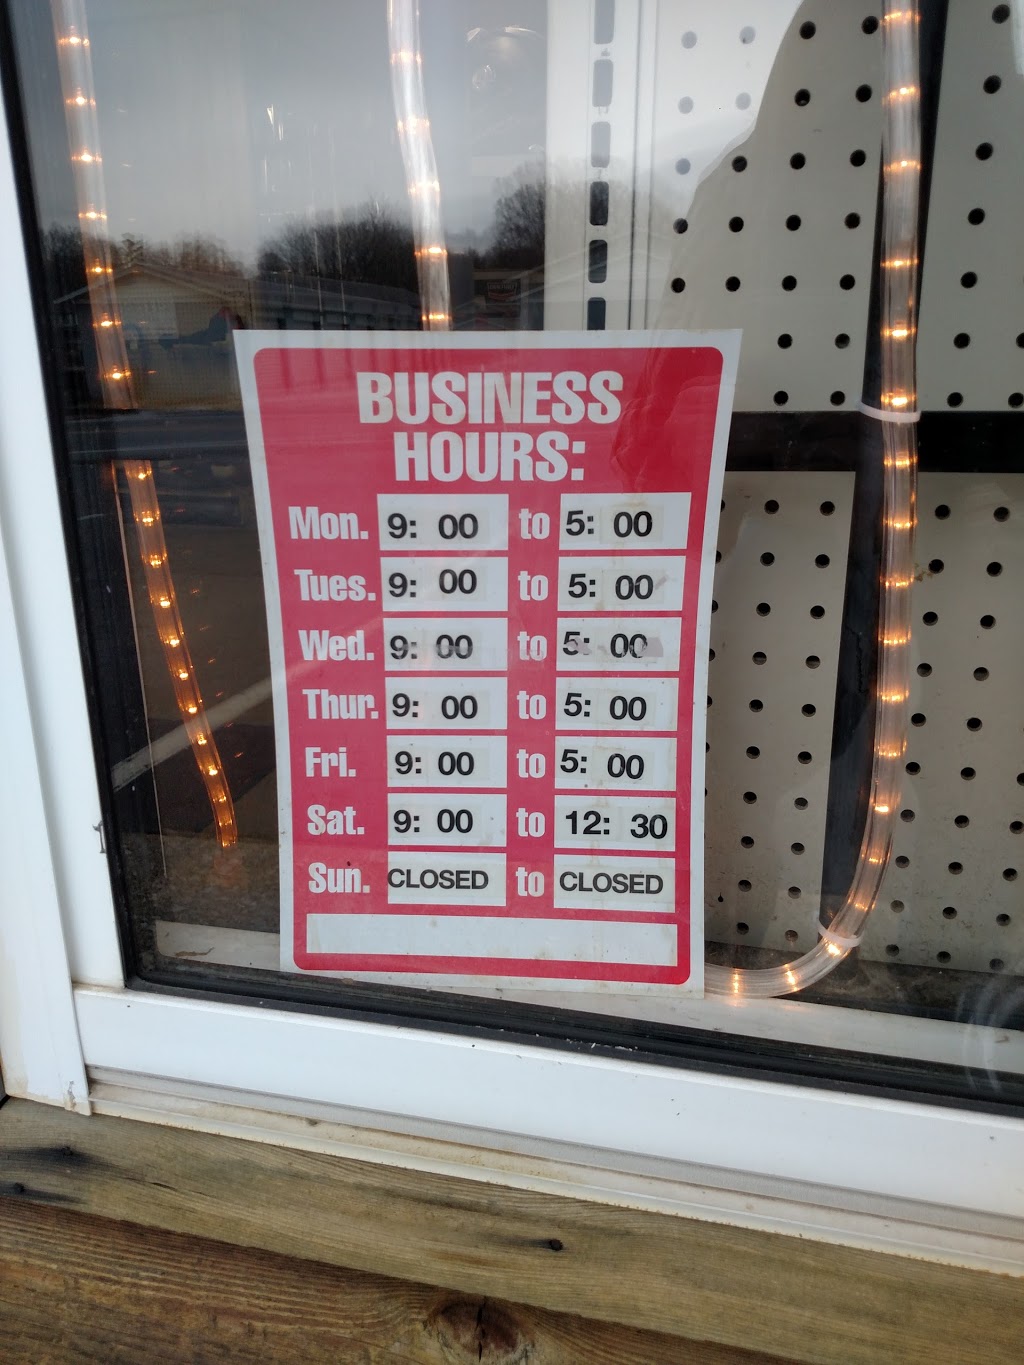 BUSINESS
HOURS:
Mon. 9: 00 to 5: 00
Tues. 9: 00 to 5: 00
Wed. 9: 00 to 5: 00
Thur. 9: 00 to 5: 00
Fri. 9: 00 to 5: 00
Sat. 9: 00 to 12: 30
Sun. CLOSED to CLOSED